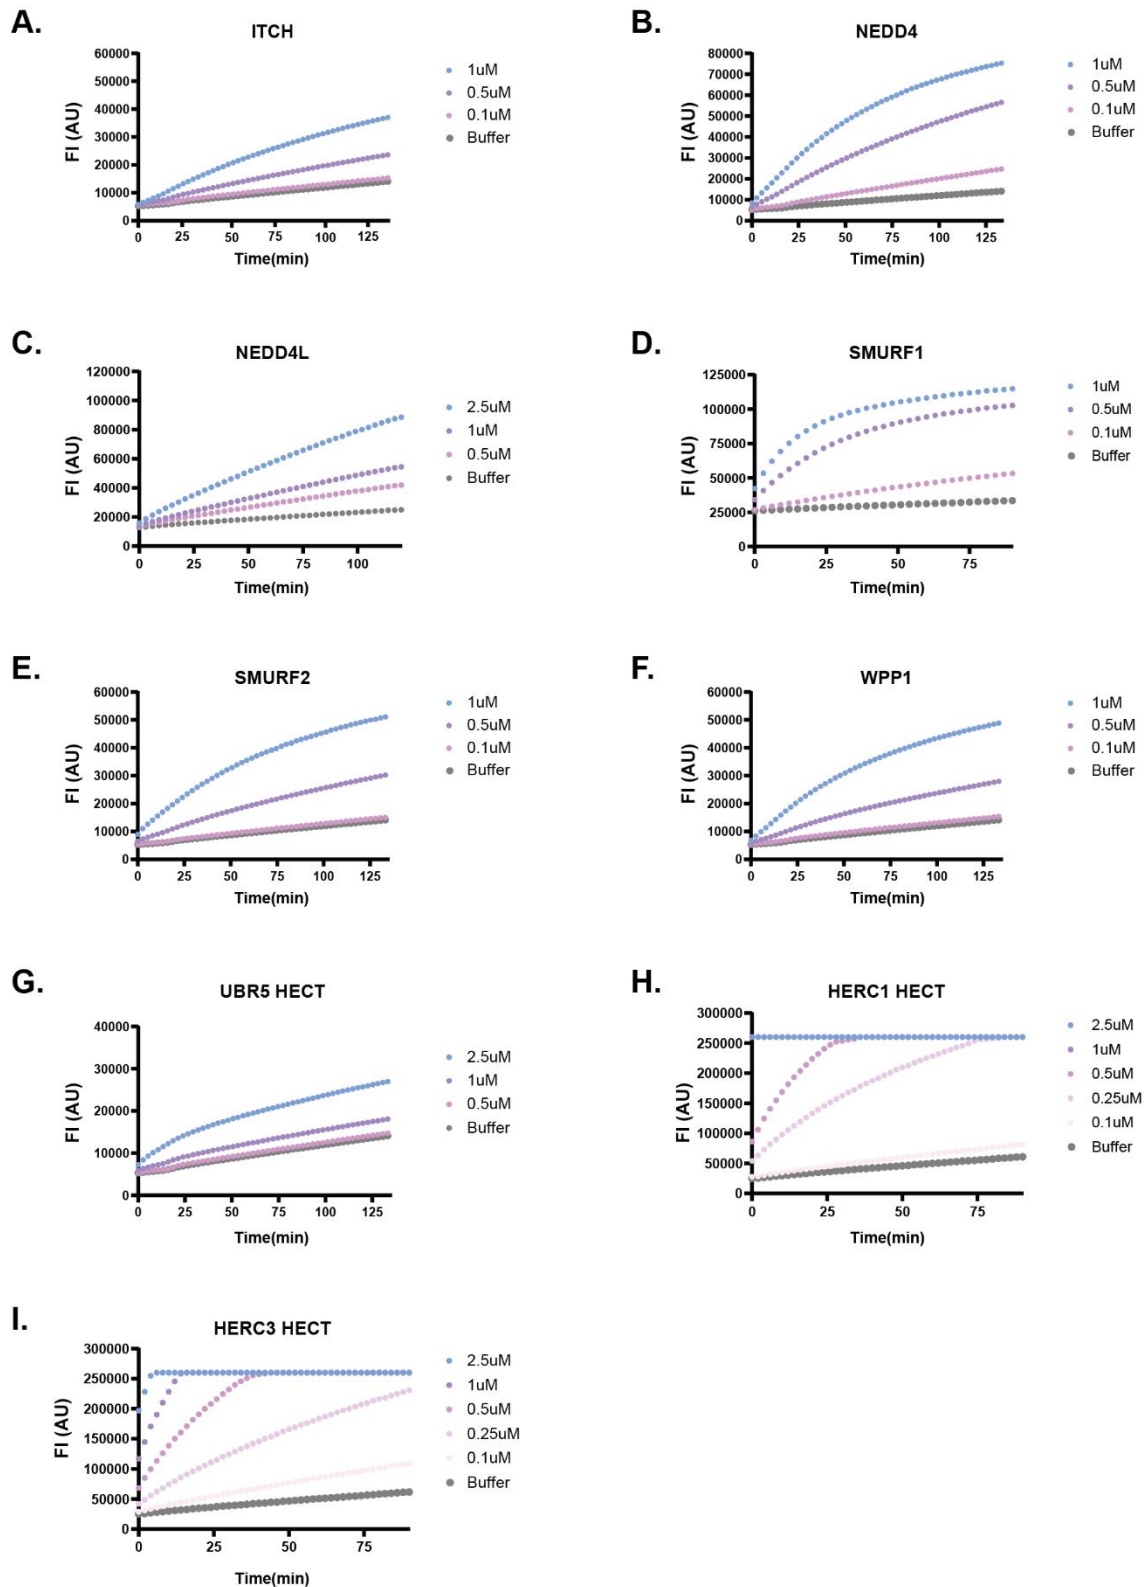 A.
ITCH
FI (AU)
60000
50000
40000
30000
20000
10000
0
0 25 50 75 100 125
Time(min)
1uM
0.5uM
0.1uM
Buffer
B.
NEDD4
FI (AU)
80000
70000
60000
50000
40000
30000
20000
10000
0
0 25 50 75 100 125
Time(min)
1uM
0.5uM
0.1uM
Buffer
C.
NEDD4L
FI (AU)
120000
100000
80000
60000
40000
20000
0
0 25 50 75 100
Time(min)
2.5uM
1uM
0.5uM
Buffer
D.
SMURF1
FI (AU)
125000
100000
75000
50000
25000
0
0 25 50 75
Time(min)
1uM
0.5uM
0.1uM
Buffer
E.
SMURF2
FI (AU)
60000
50000
40000
30000
20000
10000
0
0 25 50 75 100 125
Time(min)
1uM
0.5uM
0.1uM
Buffer
F.
WPP1
FI (AU)
60000
50000
40000
30000
20000
10000
0
0 25 50 75 100 125
Time(min)
1uM
0.5uM
0.1uM
Buffer
G.
UBR5 HECT
FI (AU)
40000
30000
20000
10000
0
0 25 50 75 100 125
Time(min)
2.5uM
1uM
0.5uM
Buffer
H.
HERC1 HECT
FI (AU)
300000
250000
200000
150000
100000
50000
0
0 25 50 75
Time(min)
2.5uM
1uM
0.5uM
0.25uM
0.1uM
Buffer
I.
HERC3 HECT
FI (AU)
300000
250000
200000
150000
100000
50000
0
0 25 50 75
Time(min)
2.5uM
1uM
0.5uM
0.25uM
0.1uM
Buffer